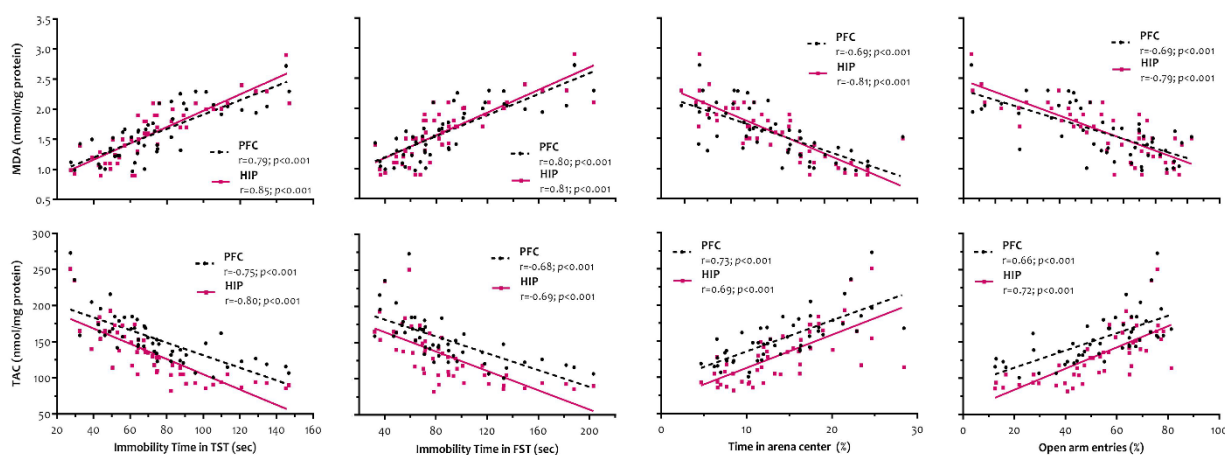 3.5
3.0
2.5
2.0
1.5
1.0
0.5
MDA (nmol/mg protein)
PFC
r=0.79; p<0.001
HIP
r=0.85; p<0.001
PFC
r=0.80; p<0.001
HIP
r=0.81; p<0.001
PFC
r=-0.69; p<0.001
HIP
r=-0.81; p<0.001
PFC
r=-0.69; p<0.001
HIP
r=-0.79; p<0.001
300
250
200
150
100
50
TAC (nmol/mg protein)
PFC
r=-0.75; p<0.001
HIP
r=-0.80; p<0.001
PFC
r=-0.68; p<0.001
HIP
r=-0.69; p<0.001
PFC
r=0.73; p<0.001
HIP
r=0.69; p<0.001
PFC
r=0.66; p<0.001
HIP
r=0.72; p<0.001
20 40 60 80 100 120 140 160
Immobility Time in TST (sec)
40 80 120 160 200
Immobility Time in FST (sec)
0 5 10 15 20 25 30
Time in arena center (%)
0 20 40 60 80 100
Open arm entries (%)